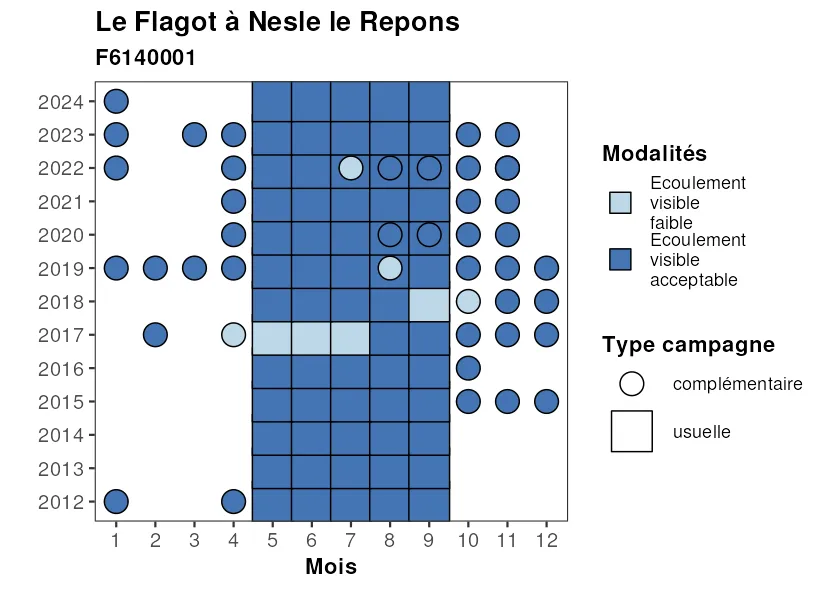 Le Flagot à Nesle le Repons
F6140001
2024
2023
2022
2021
2020
2019
2018
2017
2016
2015
2014
2013
2012
1 2 3 4 5 6 7 8 9 10 11 12
Mois
Modalités
Ecoulement
visible
faible
Ecoulement
visible
acceptable
Type campagne
complémentaire
usuelle